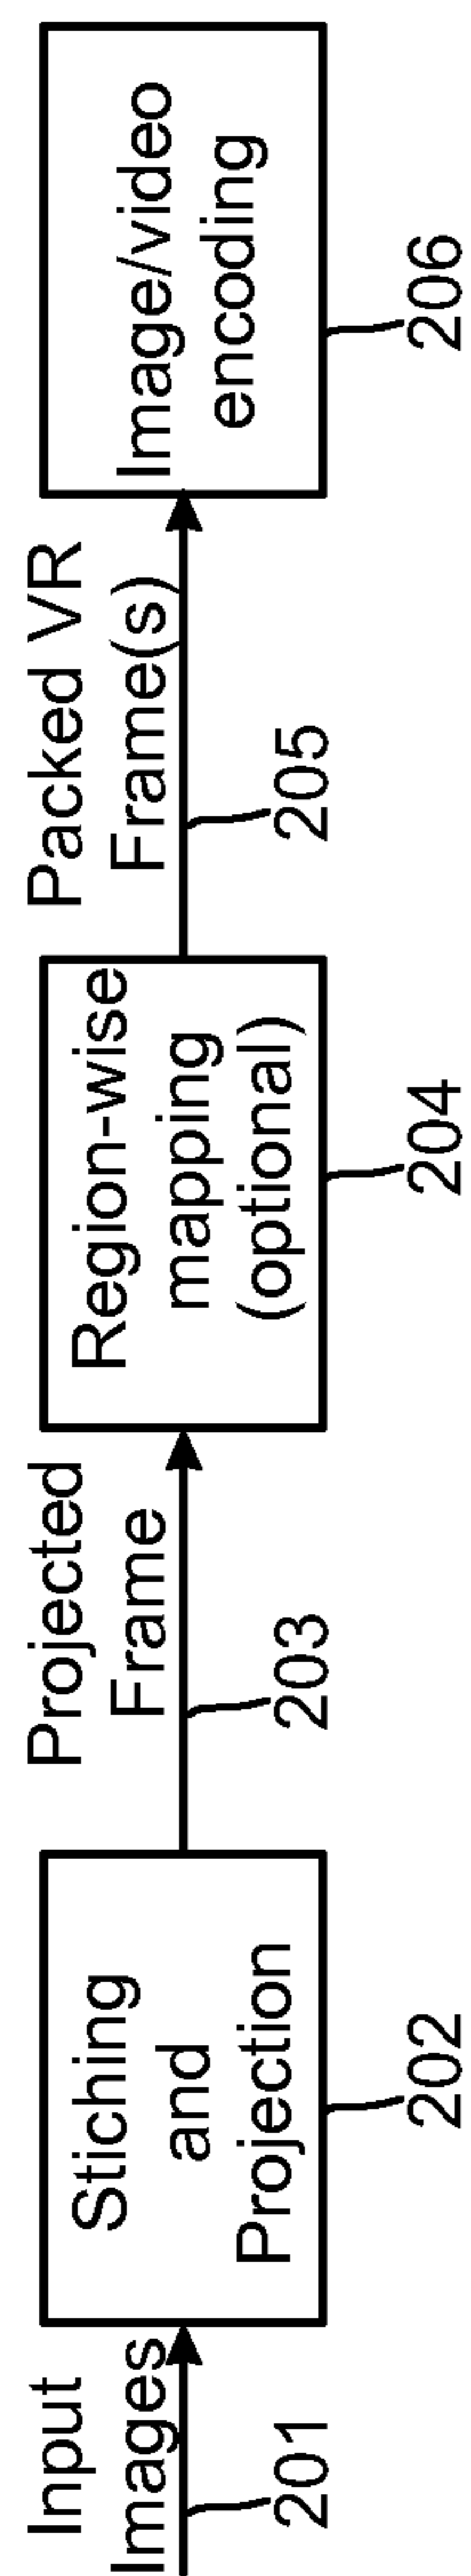 Input
Images
201
Stiching
and
Projection
202
Projected
Frame
203
Region-wise
mapping
(optional)
204
Packed VR
Frame(s)
205
Image/video
encoding
206